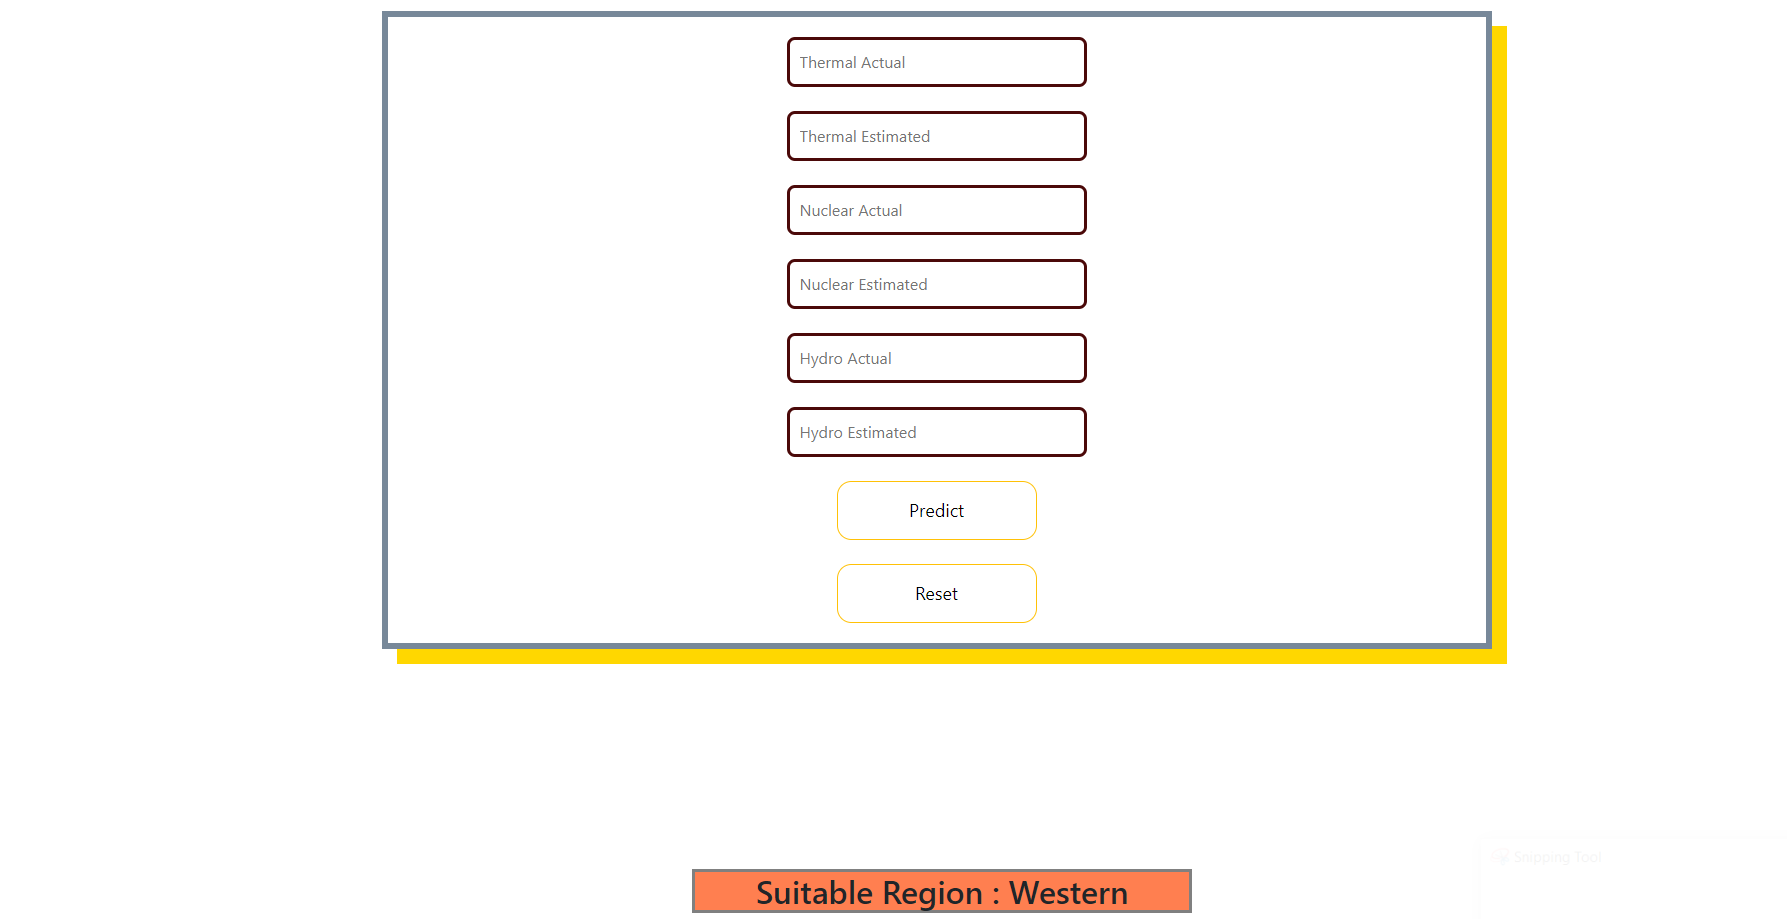 Thermal Actual
Thermal Estimated
Nuclear Actual
Nuclear Estimated
Hydro Actual
Hydro Estimated
Predict
Reset
Snipping Tool
Suitable Region : Western